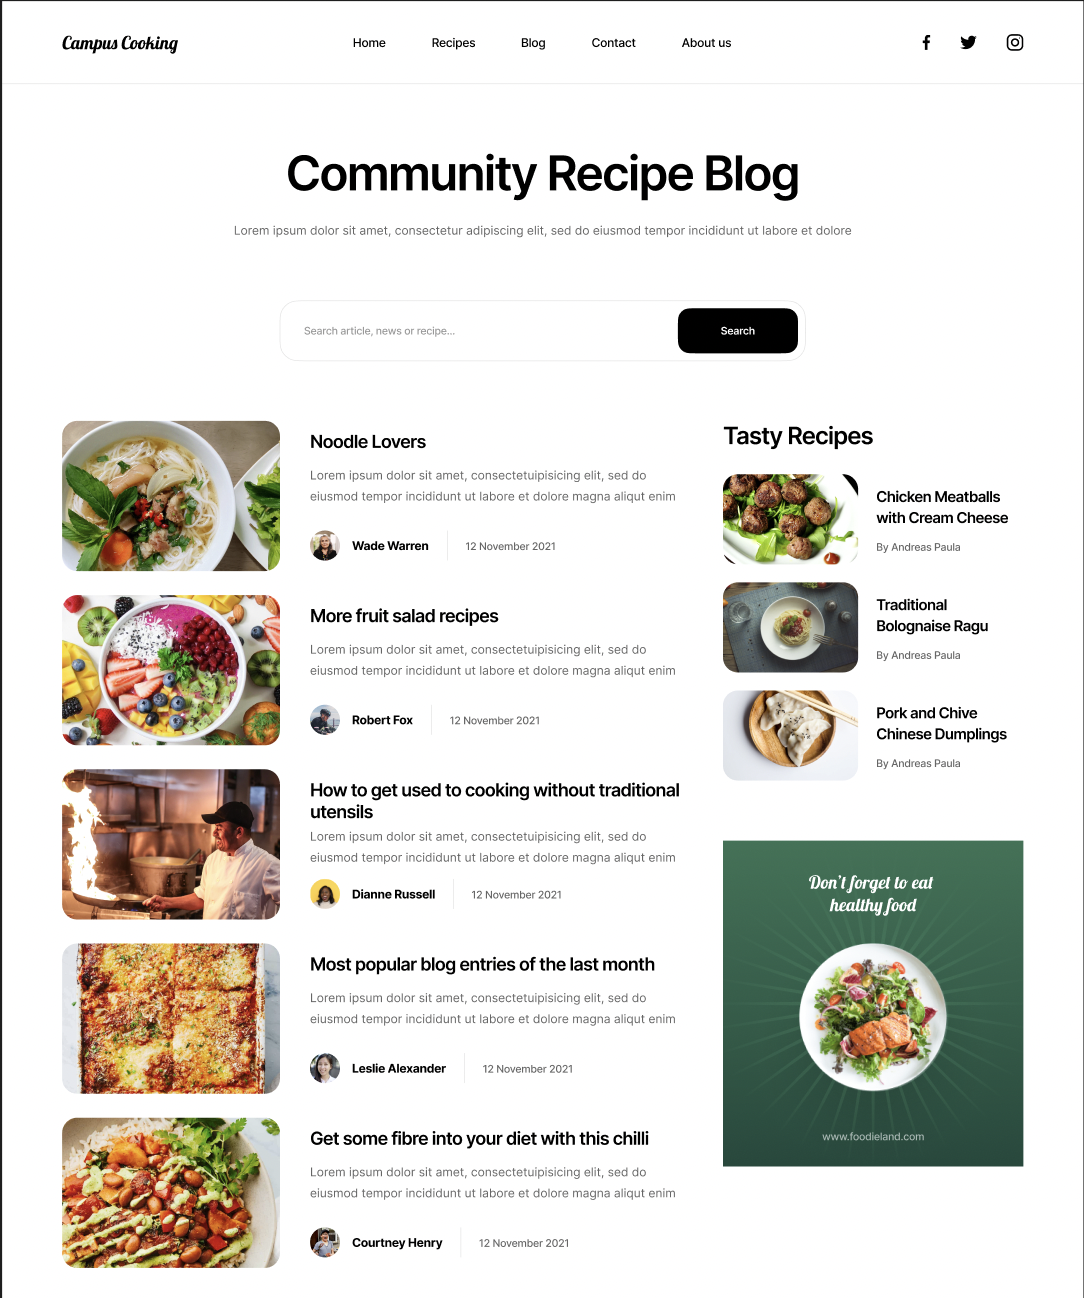 Campus Cooking
Home Recipes Blog Contact About us
Community Recipe Blog
Lorem ipsum dolor sit amet, consectetur adipiscing elit, sed do eiusmod tempor incididunt ut labore et dolore
Search article, news or recipe...
Search
Noodle Lovers
Lorem ipsum dolor sit amet, consectetuipisicing elit, sed do
eiusmod tempor incididunt ut labore et dolore magna aliqut enim
Wade Warren
12 November 2021
More fruit salad recipes
Lorem ipsum dolor sit amet, consectetuipisicing elit, sed do
eiusmod tempor incididunt ut labore et dolore magna aliqut enim
Robert Fox
12 November 2021
How to get used to cooking without traditional
utensils
Lorem ipsum dolor sit amet, consectetuipisicing elit, sed do
eiusmod tempor incididunt ut labore et dolore magna aliqut enim
Dianne Russell
12 November 2021
Most popular blog entries of the last month
Lorem ipsum dolor sit amet, consectetuipisicing elit, sed do
eiusmod tempor incididunt ut labore et dolore magna aliqut enim
Leslie Alexander
12 November 2021
Get some fibre into your diet with this chilli
Lorem ipsum dolor sit amet, consectetuipisicing elit, sed do
eiusmod tempor incididunt ut labore et dolore magna aliqut enim
Courtney Henry
12 November 2021
Tasty Recipes
Chicken Meatballs
with Cream Cheese
By Andreas Paula
Traditional
Bolognaise Ragu
By Andreas Paula
Pork and Chive
Chinese Dumplings
By Andreas Paula
Don't forget to eat
healthy food
www.foodieland.com